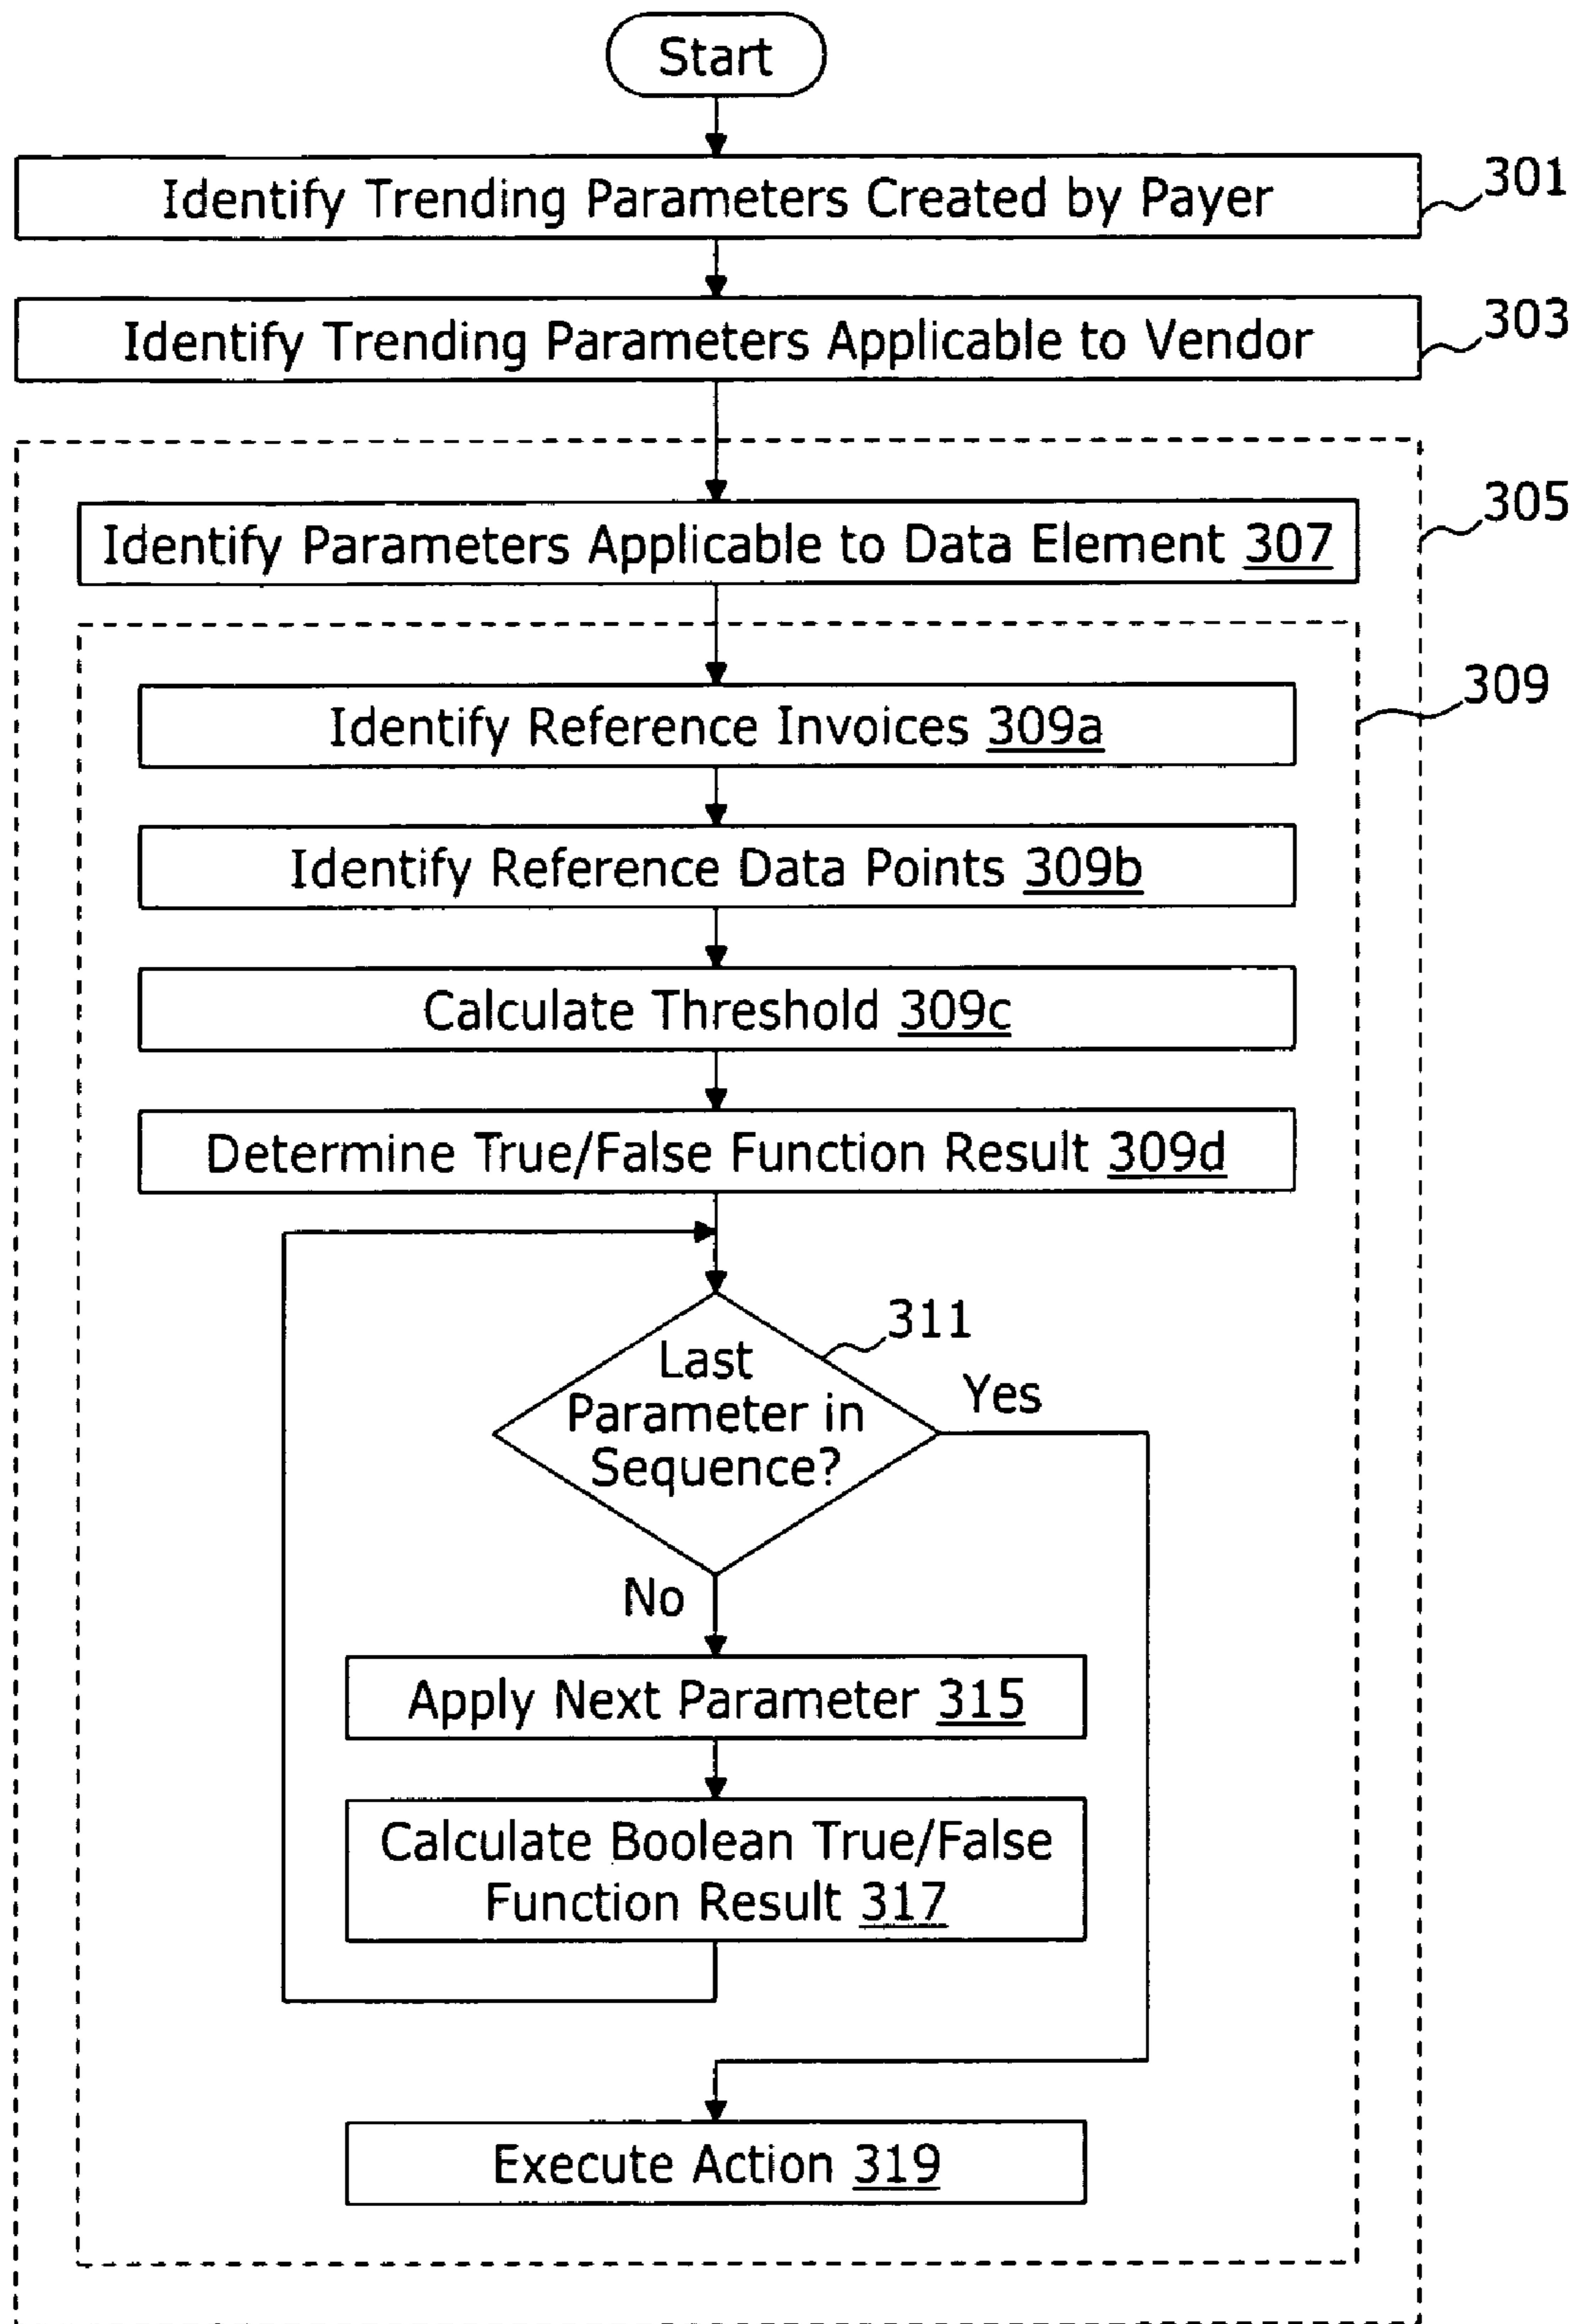 Start
Identify Trending Parameters Created by Payer
301
Identify Trending Parameters Applicable to Vendor
303
305
Identify Parameters Applicable to Data Element 307
309
Identify Reference Invoices 309a
Identify Reference Data Points 309b
Calculate Threshold 309c
Determine True/False Function Result 309d
311
Last
Parameter in
Sequence?
Yes
No
Apply Next Parameter 315
Calculate Boolean True/False
Function Result 317
Execute Action 319